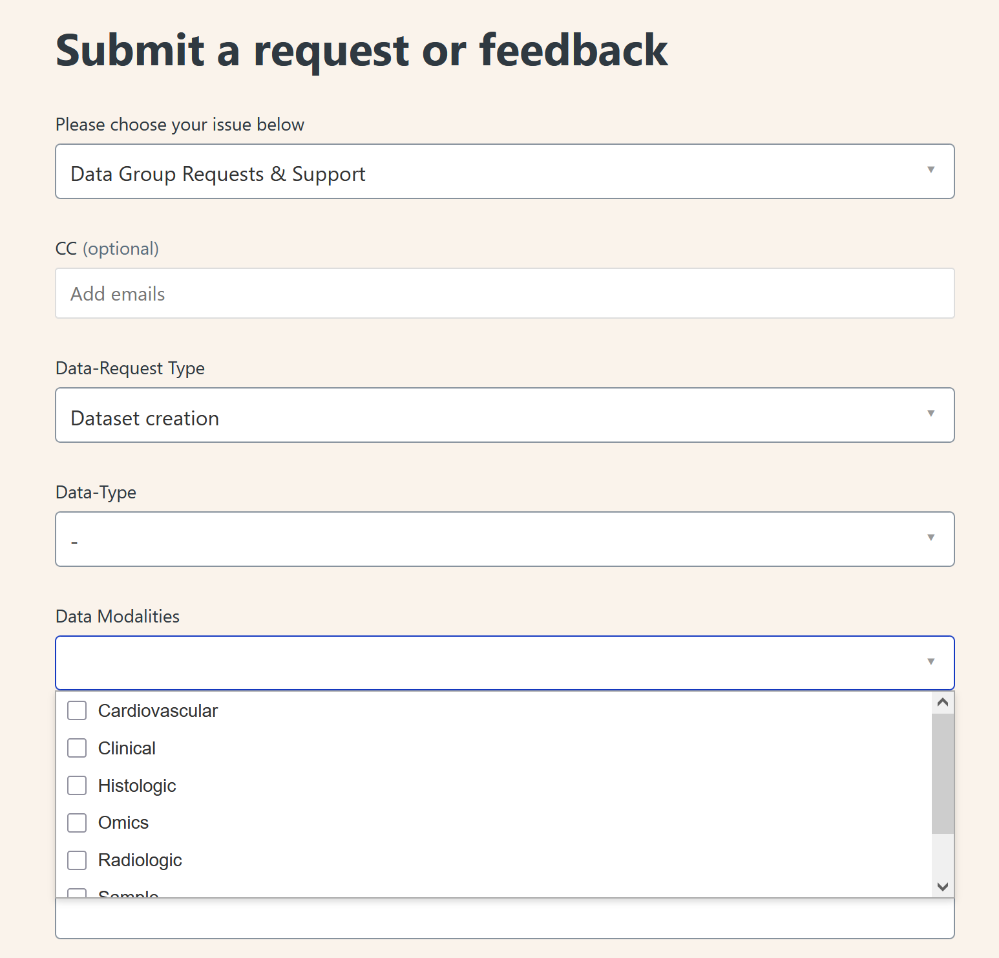 Submit a request or feedback
Please choose your issue below
Data Group Requests & Support
CC (optional)
Add emails
Data-Request Type
Dataset creation
Data-Type
-
Data Modalities
Cardiovascular
Clinical
Histologic
Omics
Radiologic
Sample